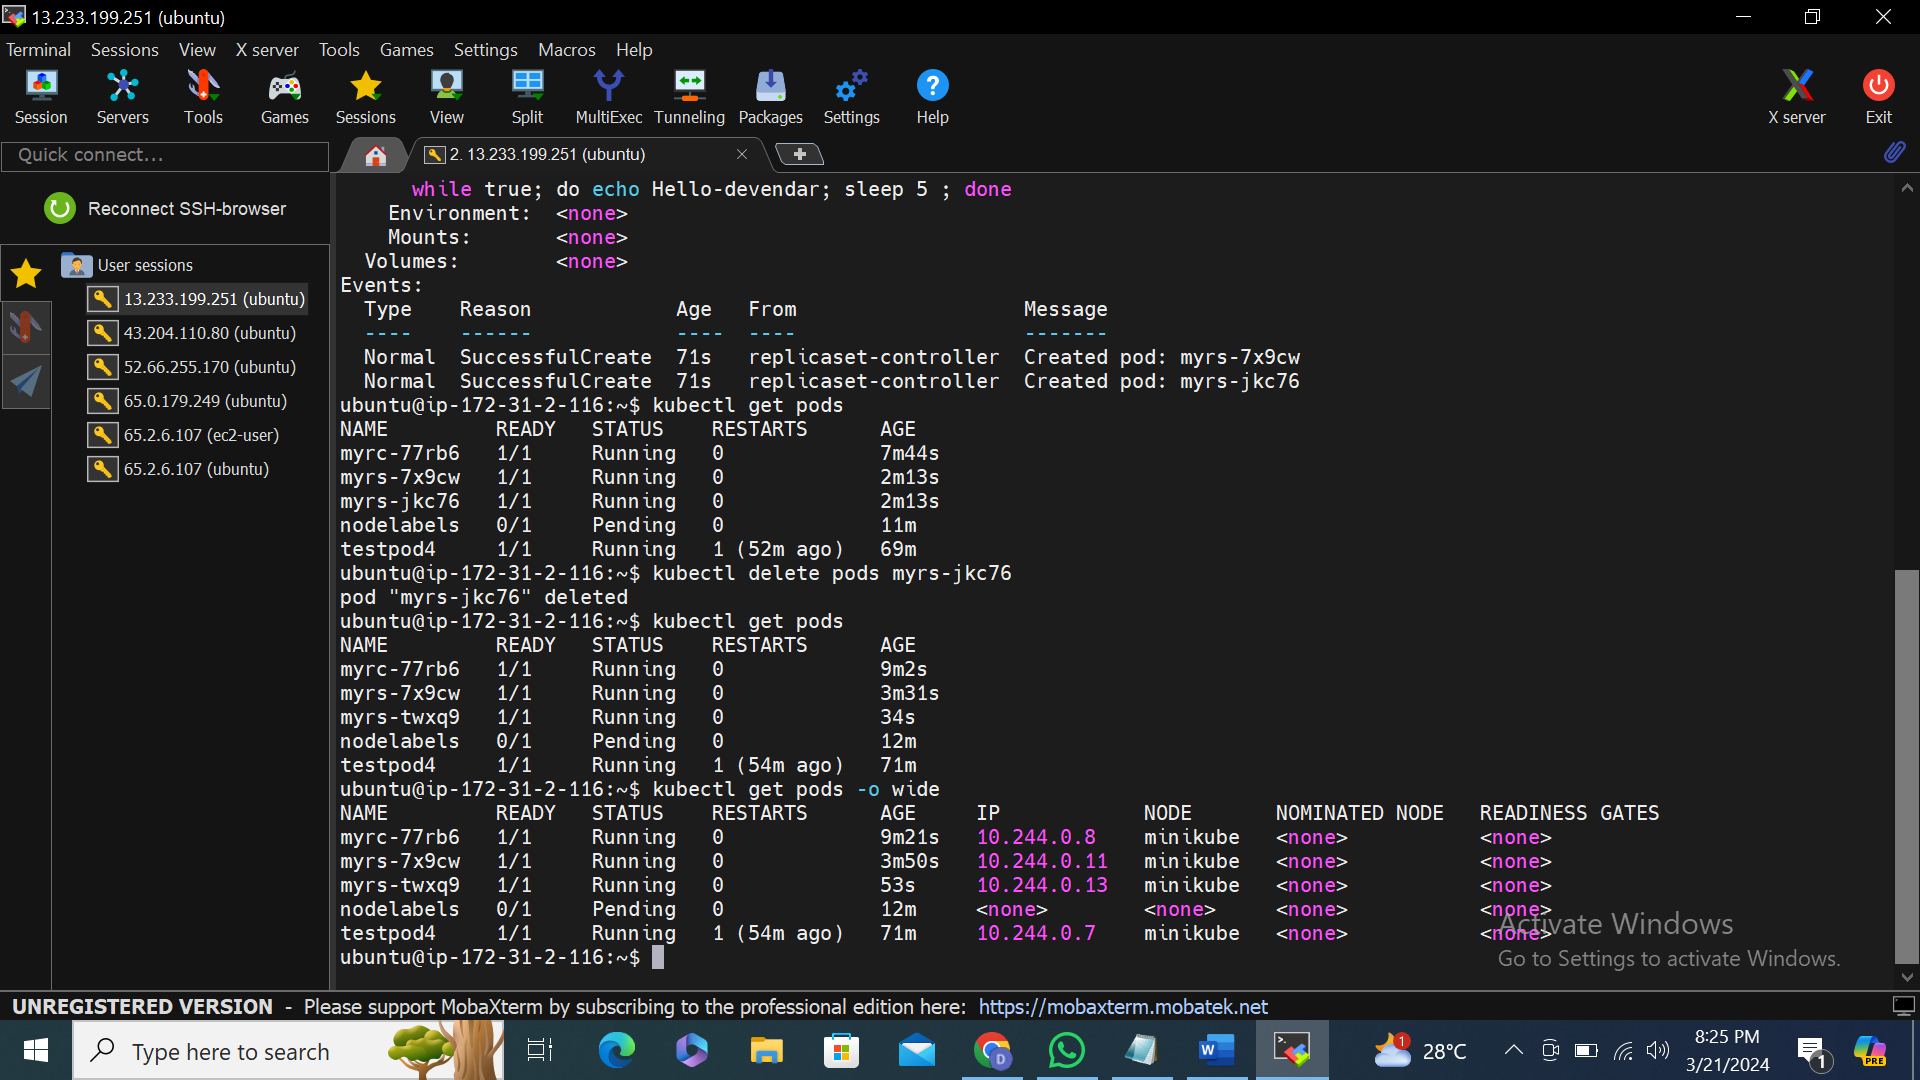 13.233.199.251 (ubuntu)
Terminal Sessions View X server Tools Games Settings Macros Help
Session Servers Tools Games Sessions View Split MultiExec Tunneling Packages Settings Help X server Exit
Quick connect...
2. 13.233.199.251 (ubuntu)
Reconnect SSH-browser
User sessions
13.233.199.251 (ubuntu)
43.204.110.80 (ubuntu)
52.66.255.170 (ubuntu)
65.0.179.249 (ubuntu)
65.2.6.107 (ec2-user)
65.2.6.107 (ubuntu)
while true; do echo Hello-devendar; sleep 5 ; done
Environment: <none>
Mounts: <none>
Volumes: <none>
Events:
Type Reason Age From Message
---- ------ ---- ---- -------
Normal SuccessfulCreate 71s replicaset-controller Created pod: myrs-7x9cw
Normal SuccessfulCreate 71s replicaset-controller Created pod: myrs-jkc76
ubuntu@ip-172-31-2-116:~$ kubectl get pods
NAME READY STATUS RESTARTS AGE
myrc-77rb6 1/1 Running 0 7m44s
myrs-7x9cw 1/1 Running 0 2m13s
myrs-jkc76 1/1 Running 0 2m13s
nodelabels 0/1 Pending 0 11m
testpod4 1/1 Running 1 (52m ago) 69m
ubuntu@ip-172-31-2-116:~$ kubectl delete pods myrs-jkc76
pod "myrs-jkc76" deleted
ubuntu@ip-172-31-2-116:~$ kubectl get pods
NAME READY STATUS RESTARTS AGE
myrc-77rb6 1/1 Running 0 9m2s
myrs-7x9cw 1/1 Running 0 3m31s
myrs-twxq9 1/1 Running 0 34s
nodelabels 0/1 Pending 0 12m
testpod4 1/1 Running 1 (54m ago) 71m
ubuntu@ip-172-31-2-116:~$ kubectl get pods -o wide
NAME READY STATUS RESTARTS AGE IP NODE NOMINATED NODE READINESS GATES
myrc-77rb6 1/1 Running 0 9m21s 10.244.0.8 minikube <none> <none>
myrs-7x9cw 1/1 Running 0 3m50s 10.244.0.11 minikube <none> <none>
myrs-twxq9 1/1 Running 0 53s 10.244.0.13 minikube <none> <none>
nodelabels 0/1 Pending 0 12m <none> <none> <none> <none>
testpod4 1/1 Running 1 (54m ago) 71m 10.244.0.7 minikube <none> <none>
ubuntu@ip-172-31-2-116:~$
Activate Windows
Go to Settings to activate Windows.
UNREGISTERED VERSION - Please support MobaXterm by subscribing to the professional edition here: https://mobaxterm.mobatek.net
Type here to search
D
W
1
28°C
8:25 PM
3/21/2024
1
PRE